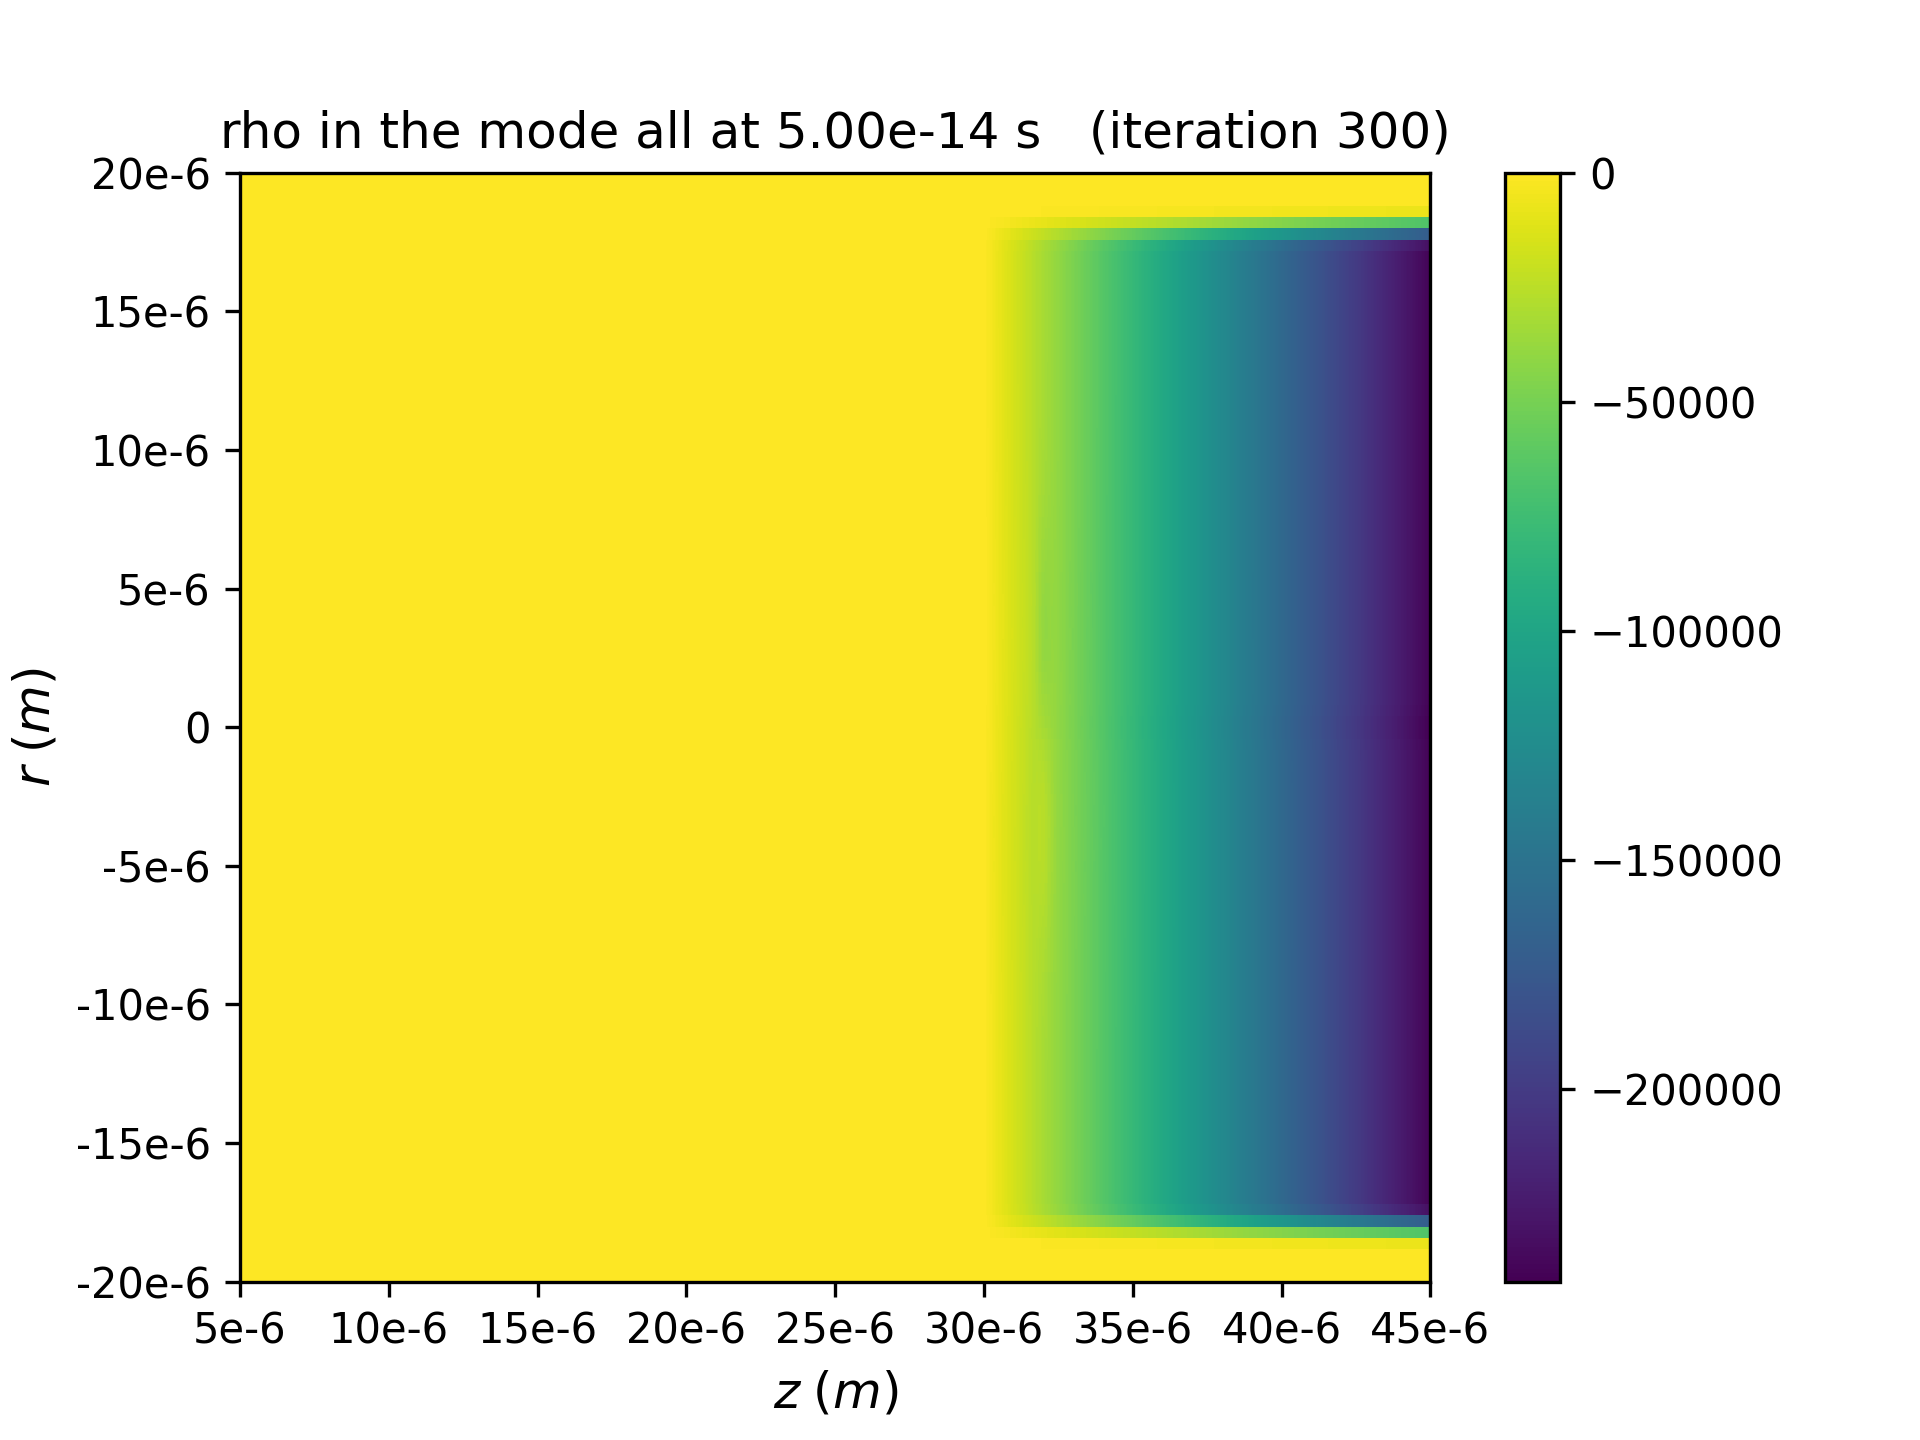 rho in the mode all at 5.00e-14 s   (iteration 300)
20e-6
15e-6
10e-6
5e-6
0
-5e-6
-10e-6
-15e-6
-20e-6
r (m)
5e-6 10e-6 15e-6 20e-6 25e-6 30e-6 35e-6 40e-6 45e-6
z (m)
0
−50000
−100000
−150000
−200000